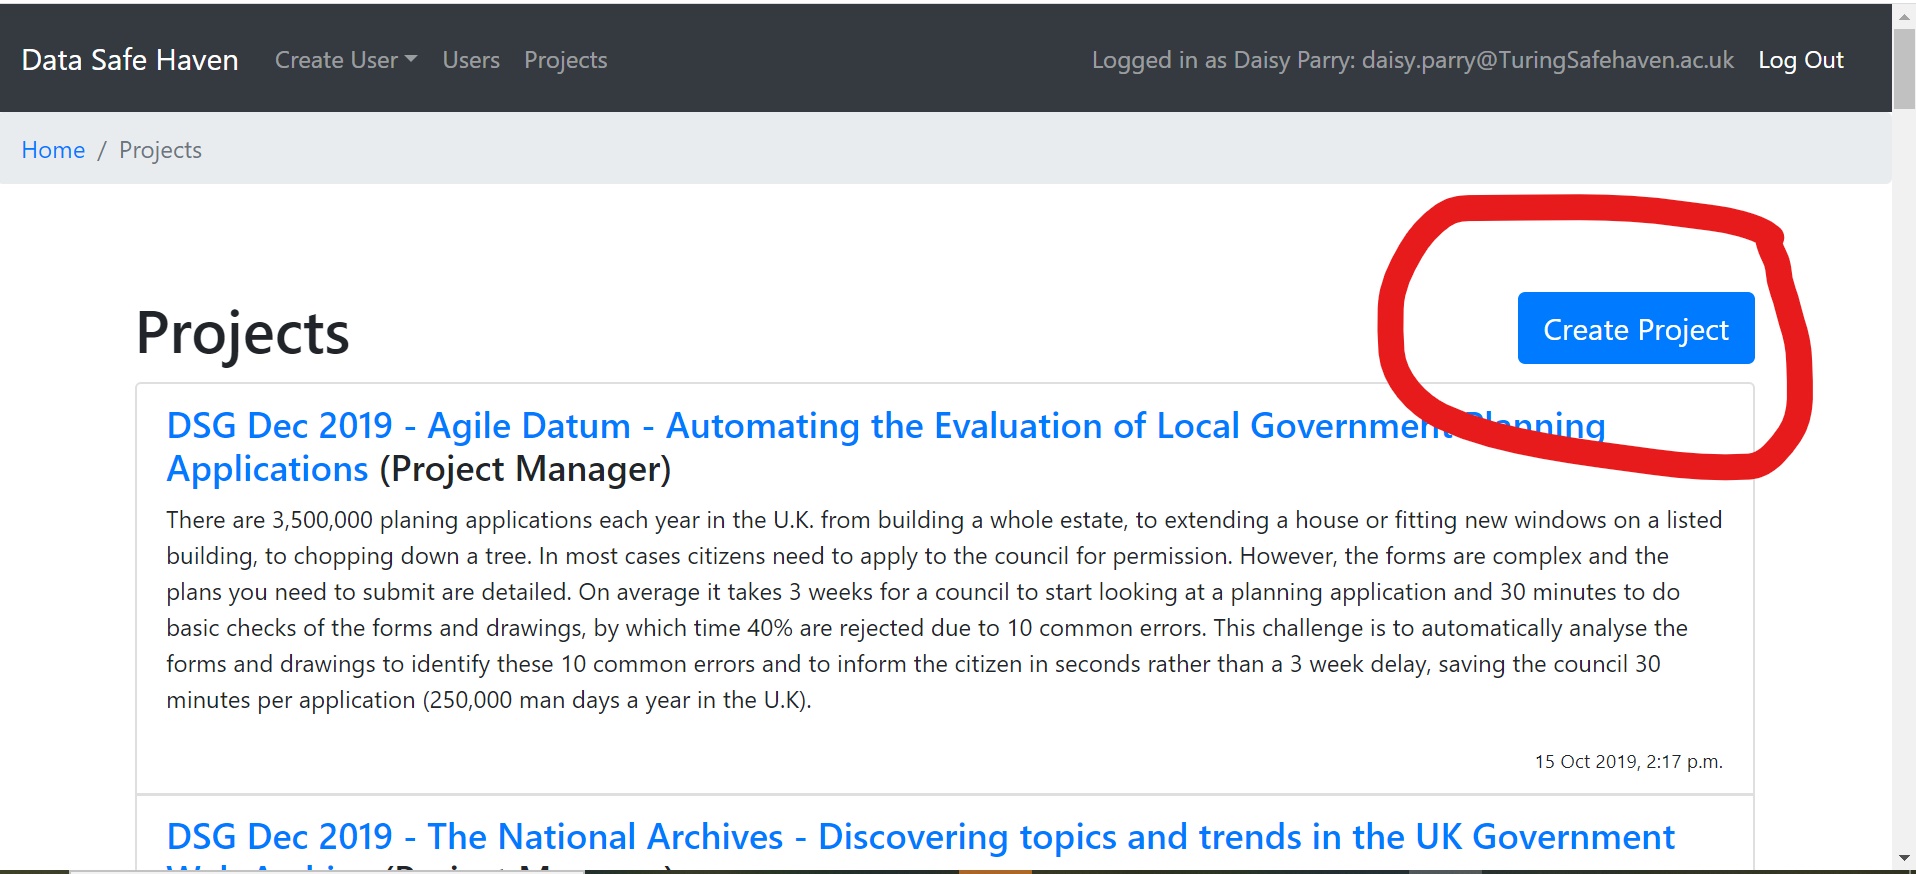 Data Safe Haven Create User Users Projects Logged in as Daisy Parry: daisy.parry@TuringSafehaven.ac.uk Log Out
Home / Projects
Projects
Create Project
DSG Dec 2019 - Agile Datum - Automating the Evaluation of Local Government Planning
Applications (Project Manager)
There are 3,500,000 planing applications each year in the U.K. from building a whole estate, to extending a house or fitting new windows on a listed
building, to chopping down a tree. In most cases citizens need to apply to the council for permission. However, the forms are complex and the
plans you need to submit are detailed. On average it takes 3 weeks for a council to start looking at a planning application and 30 minutes to do
basic checks of the forms and drawings, by which time 40% are rejected due to 10 common errors. This challenge is to automatically analyse the
forms and drawings to identify these 10 common errors and to inform the citizen in seconds rather than a 3 week delay, saving the council 30
minutes per application (250,000 man days a year in the U.K).
15 Oct 2019, 2:17 p.m.
DSG Dec 2019 - The National Archives - Discovering topics and trends in the UK Government